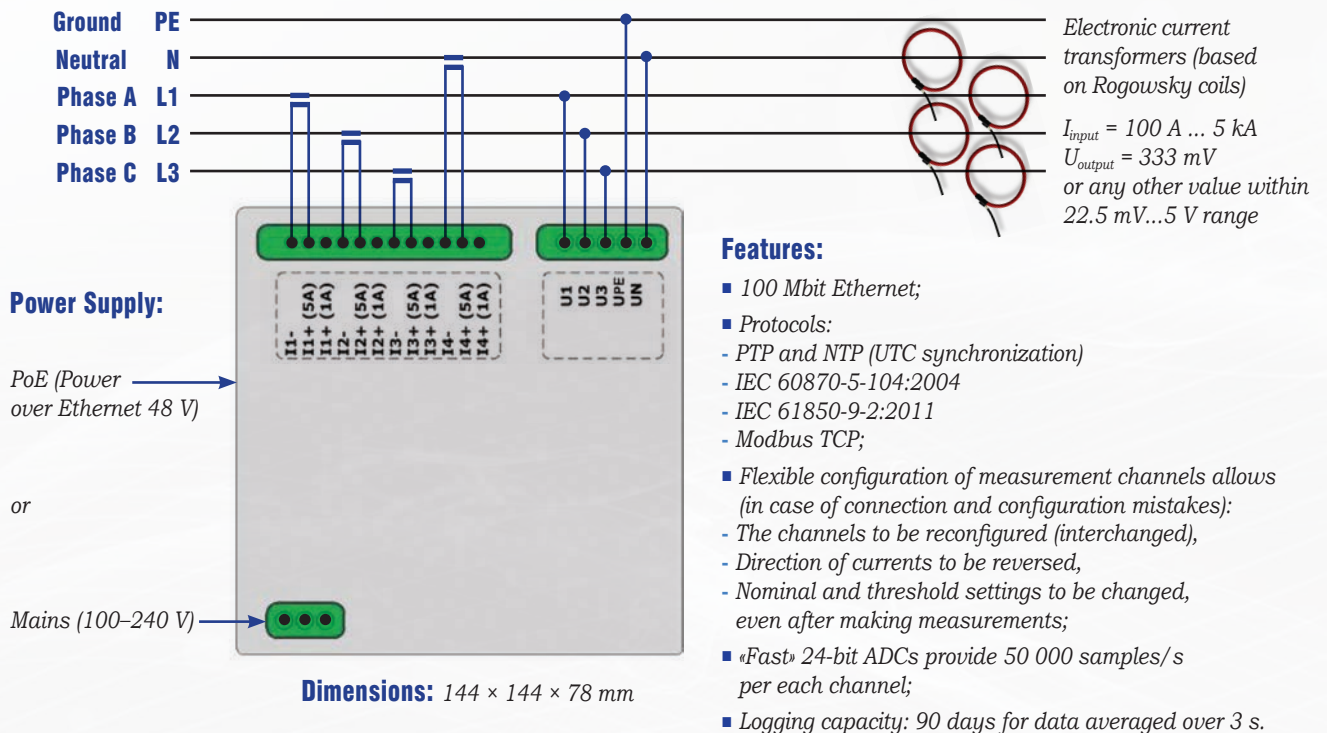 Ground PE
Neutral N
Phase A L1
Phase B L2
Phase C L3
Electronic current
transformers (based
on Rogowsky coils)
I_input = 100 A ... 5 kA
U_output = 333 mV
or any other value within
22.5 mV...5 V range
I1-
I1+ (5A)
I1+ (1A)
I2-
I2+ (5A)
I2+ (1A)
I3-
I3+ (5A)
I3+ (1A)
I4-
I4+ (5A)
I4+ (1A)
U1
U2
U3
UPE
UN
Power Supply:
PoE (Power
over Ethernet 48 V)
or
Mains (100–240 V)
Dimensions: 144 × 144 × 78 mm
Features:
■ 100 Mbit Ethernet;
■ Protocols:
- PTP and NTP (UTC synchronization)
- IEC 60870-5-104:2004
- IEC 61850-9-2:2011
- Modbus TCP;
■ Flexible configuration of measurement channels allows
(in case of connection and configuration mistakes):
- The channels to be reconfigured (interchanged),
- Direction of currents to be reversed,
- Nominal and threshold settings to be changed,
even after making measurements;
■ «Fast» 24-bit ADCs provide 50 000 samples/s
per each channel;
■ Logging capacity: 90 days for data averaged over 3 s.